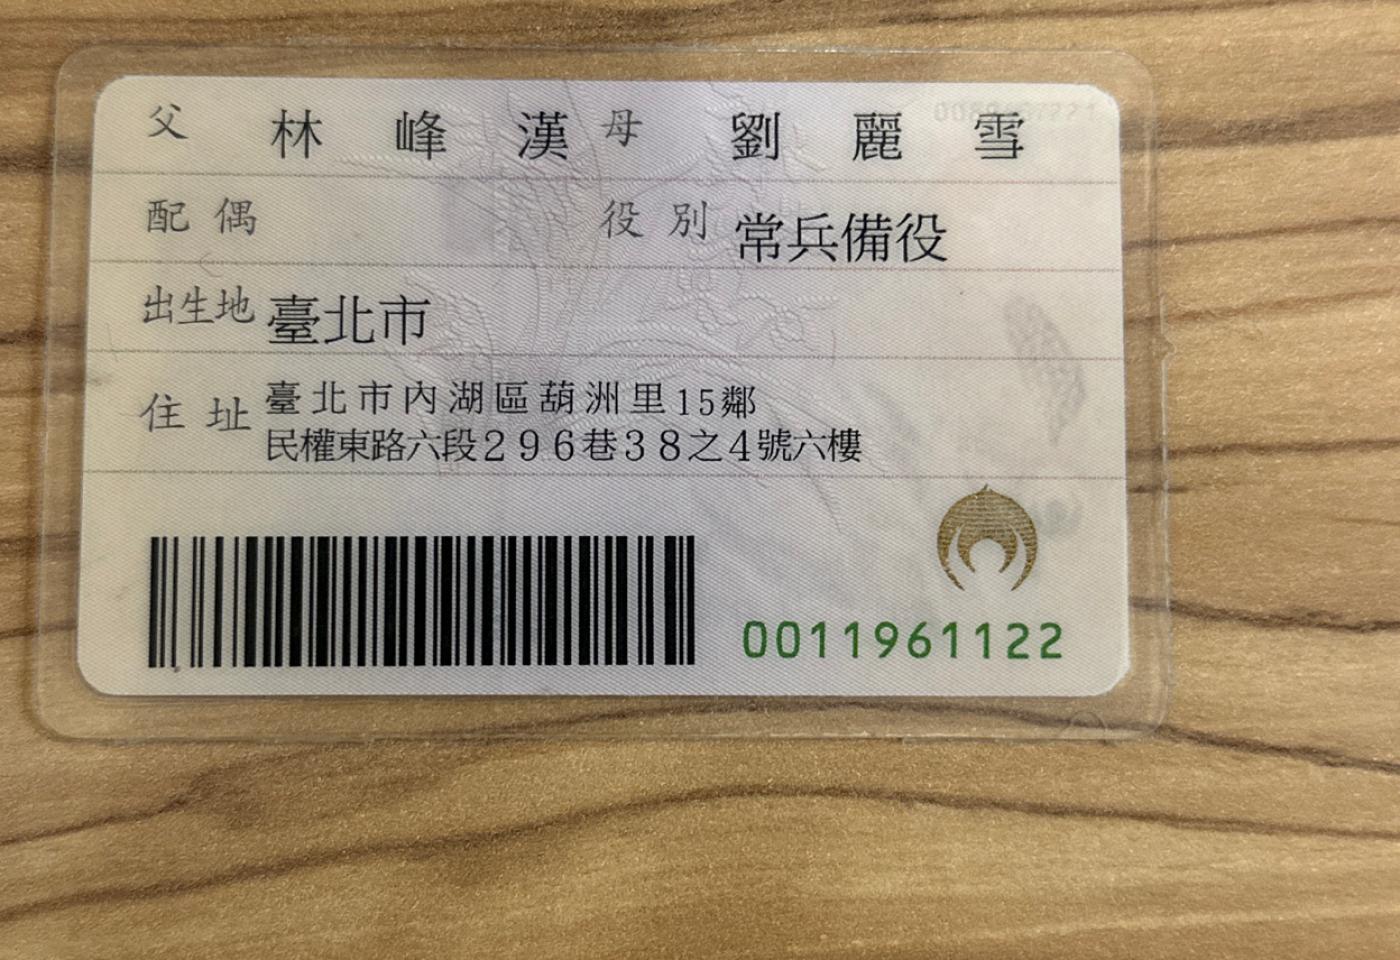 父 林峰漢 母 劉麗雪
配偶 役別 常兵備役
出生地 臺北市
住址 臺北市內湖區葫洲里15鄰
民權東路六段296巷38之4號六樓
0011961122